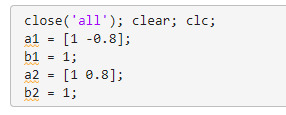 close('all'); clear; clc;
a1 = [1 -0.8];
b1 = 1;
a2 = [1 0.8];
b2 = 1;